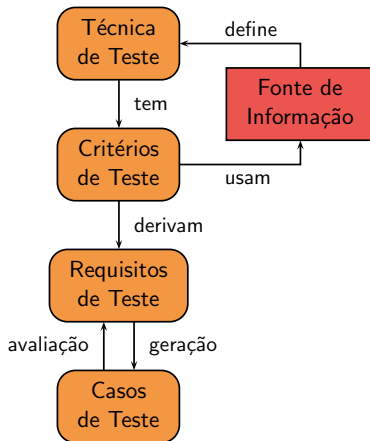 Técnica
de Teste
define
Fonte de
Informação
tem
Critérios
de Teste
usam
derivam
Requisitos
de Teste
avaliação
geração
Casos
de Teste